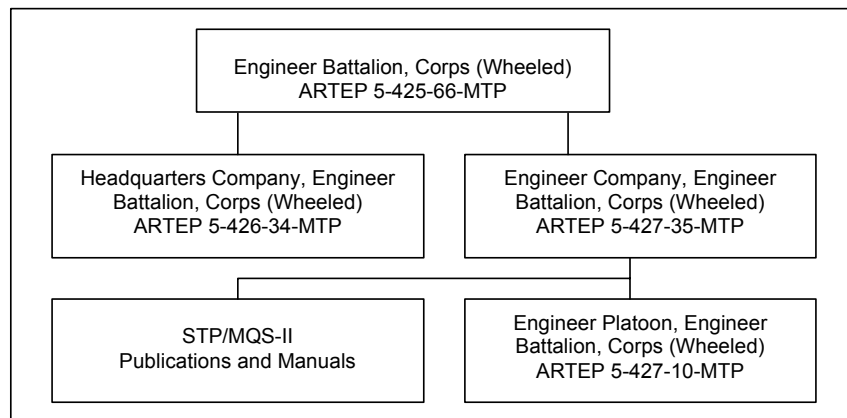 Engineer Battalion, Corps (Wheeled)
ARTEP 5-425-66-MTP
Headquarters Company, Engineer
Battalion, Corps (Wheeled)
ARTEP 5-426-34-MTP
Engineer Company, Engineer
Battalion, Corps (Wheeled)
ARTEP 5-427-35-MTP
STP/MQS-II
Publications and Manuals
Engineer Platoon, Engineer
Battalion, Corps (Wheeled)
ARTEP 5-427-10-MTP